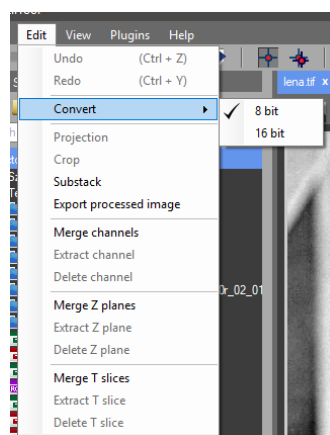 Edit View Plugins Help
Undo (Ctrl + Z)
Redo (Ctrl + Y)
lena.tif x
Convert
8 bit
16 bit
Projection
Crop
Substack
Export processed image
Merge channels
Extract channel
Delete channel
Merge Z planes
Extract Z plane
Delete Z plane
Merge T slices
Extract T slice
Delete T slice